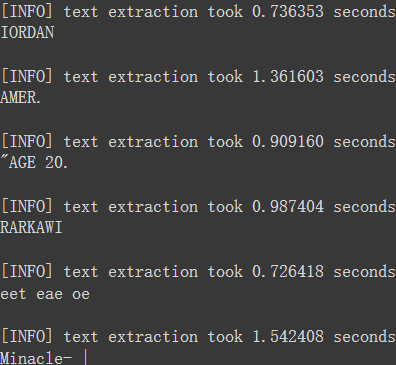 [INFO] text extraction took 0.736353 seconds
IORDAN
[INFO] text extraction took 1.361603 seconds
AMER.
[INFO] text extraction took 0.909160 seconds
"AGE 20.
[INFO] text extraction took 0.987404 seconds
RARKAWI
[INFO] text extraction took 0.726418 seconds
eet eae oe
[INFO] text extraction took 1.542408 seconds
Minacle- |